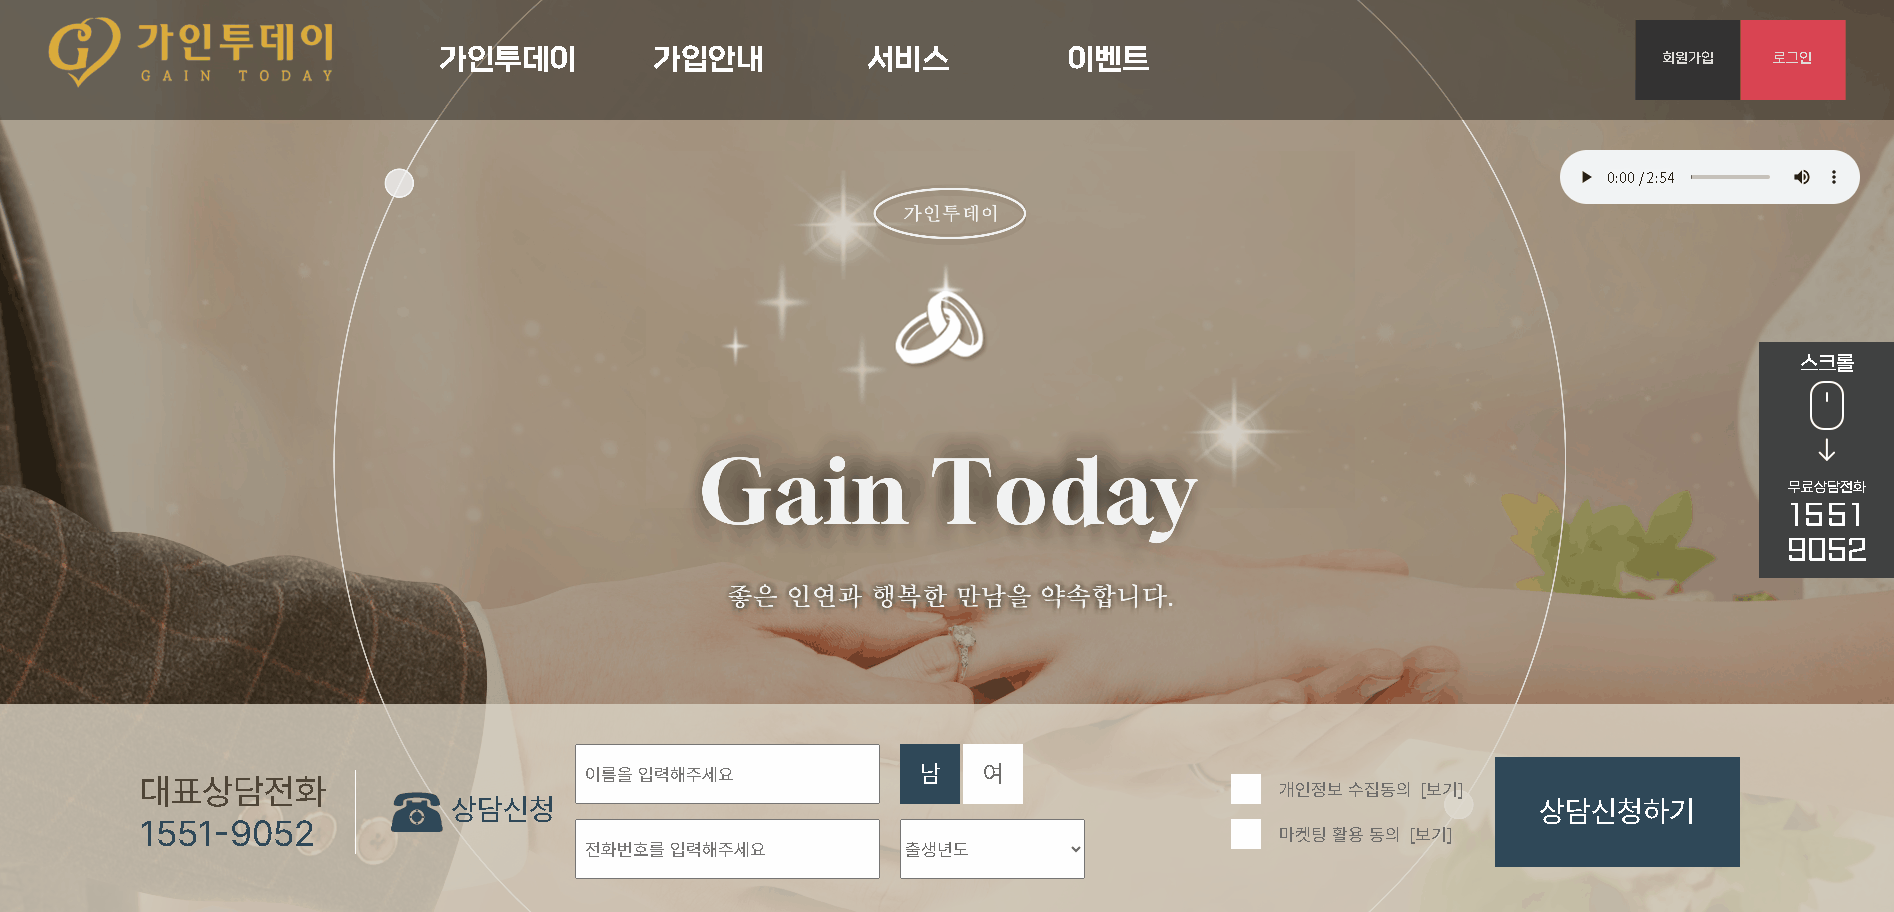 가인투데이
GAIN TODAY
가인투데이
가입안내
서비스
이벤트
회원가입
로그인
0:00 / 2:54
가인투데이
스크롤
무료상담전화
1551
9052
Gain Today
좋은 인연과 행복한 만남을 약속합니다.
대표상담전화
1551-9052
상담신청
이름을 입력해주세요
남
여
전화번호를 입력해주세요
출생년도
개인정보 수집동의 [보기]
마켓팅 활용 동의 [보기]
상담신청하기